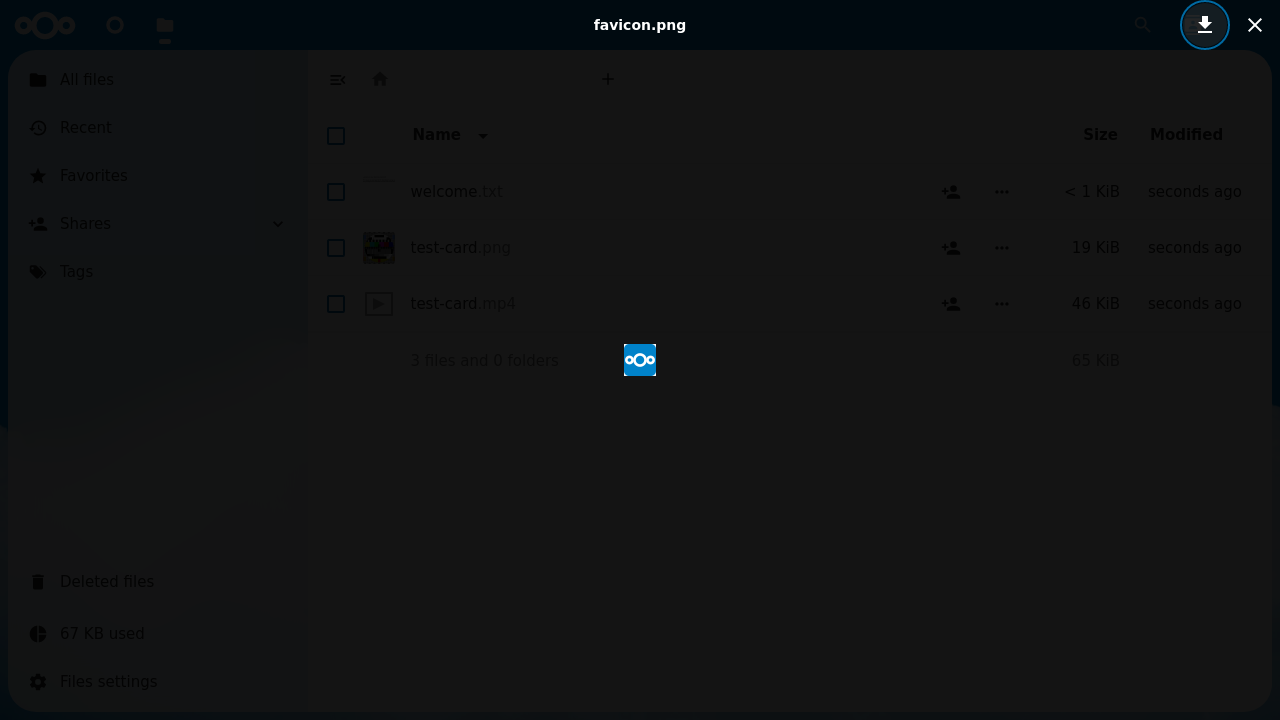 favicon.png
All files
Recent
Favorites
Shares
Tags
Name
Size
Modified
welcome.txt
< 1 KiB
seconds ago
test-card.png
19 KiB
seconds ago
test-card.mp4
46 KiB
seconds ago
3 files and 0 folders
65 KiB
Deleted files
67 KB used
Files settings